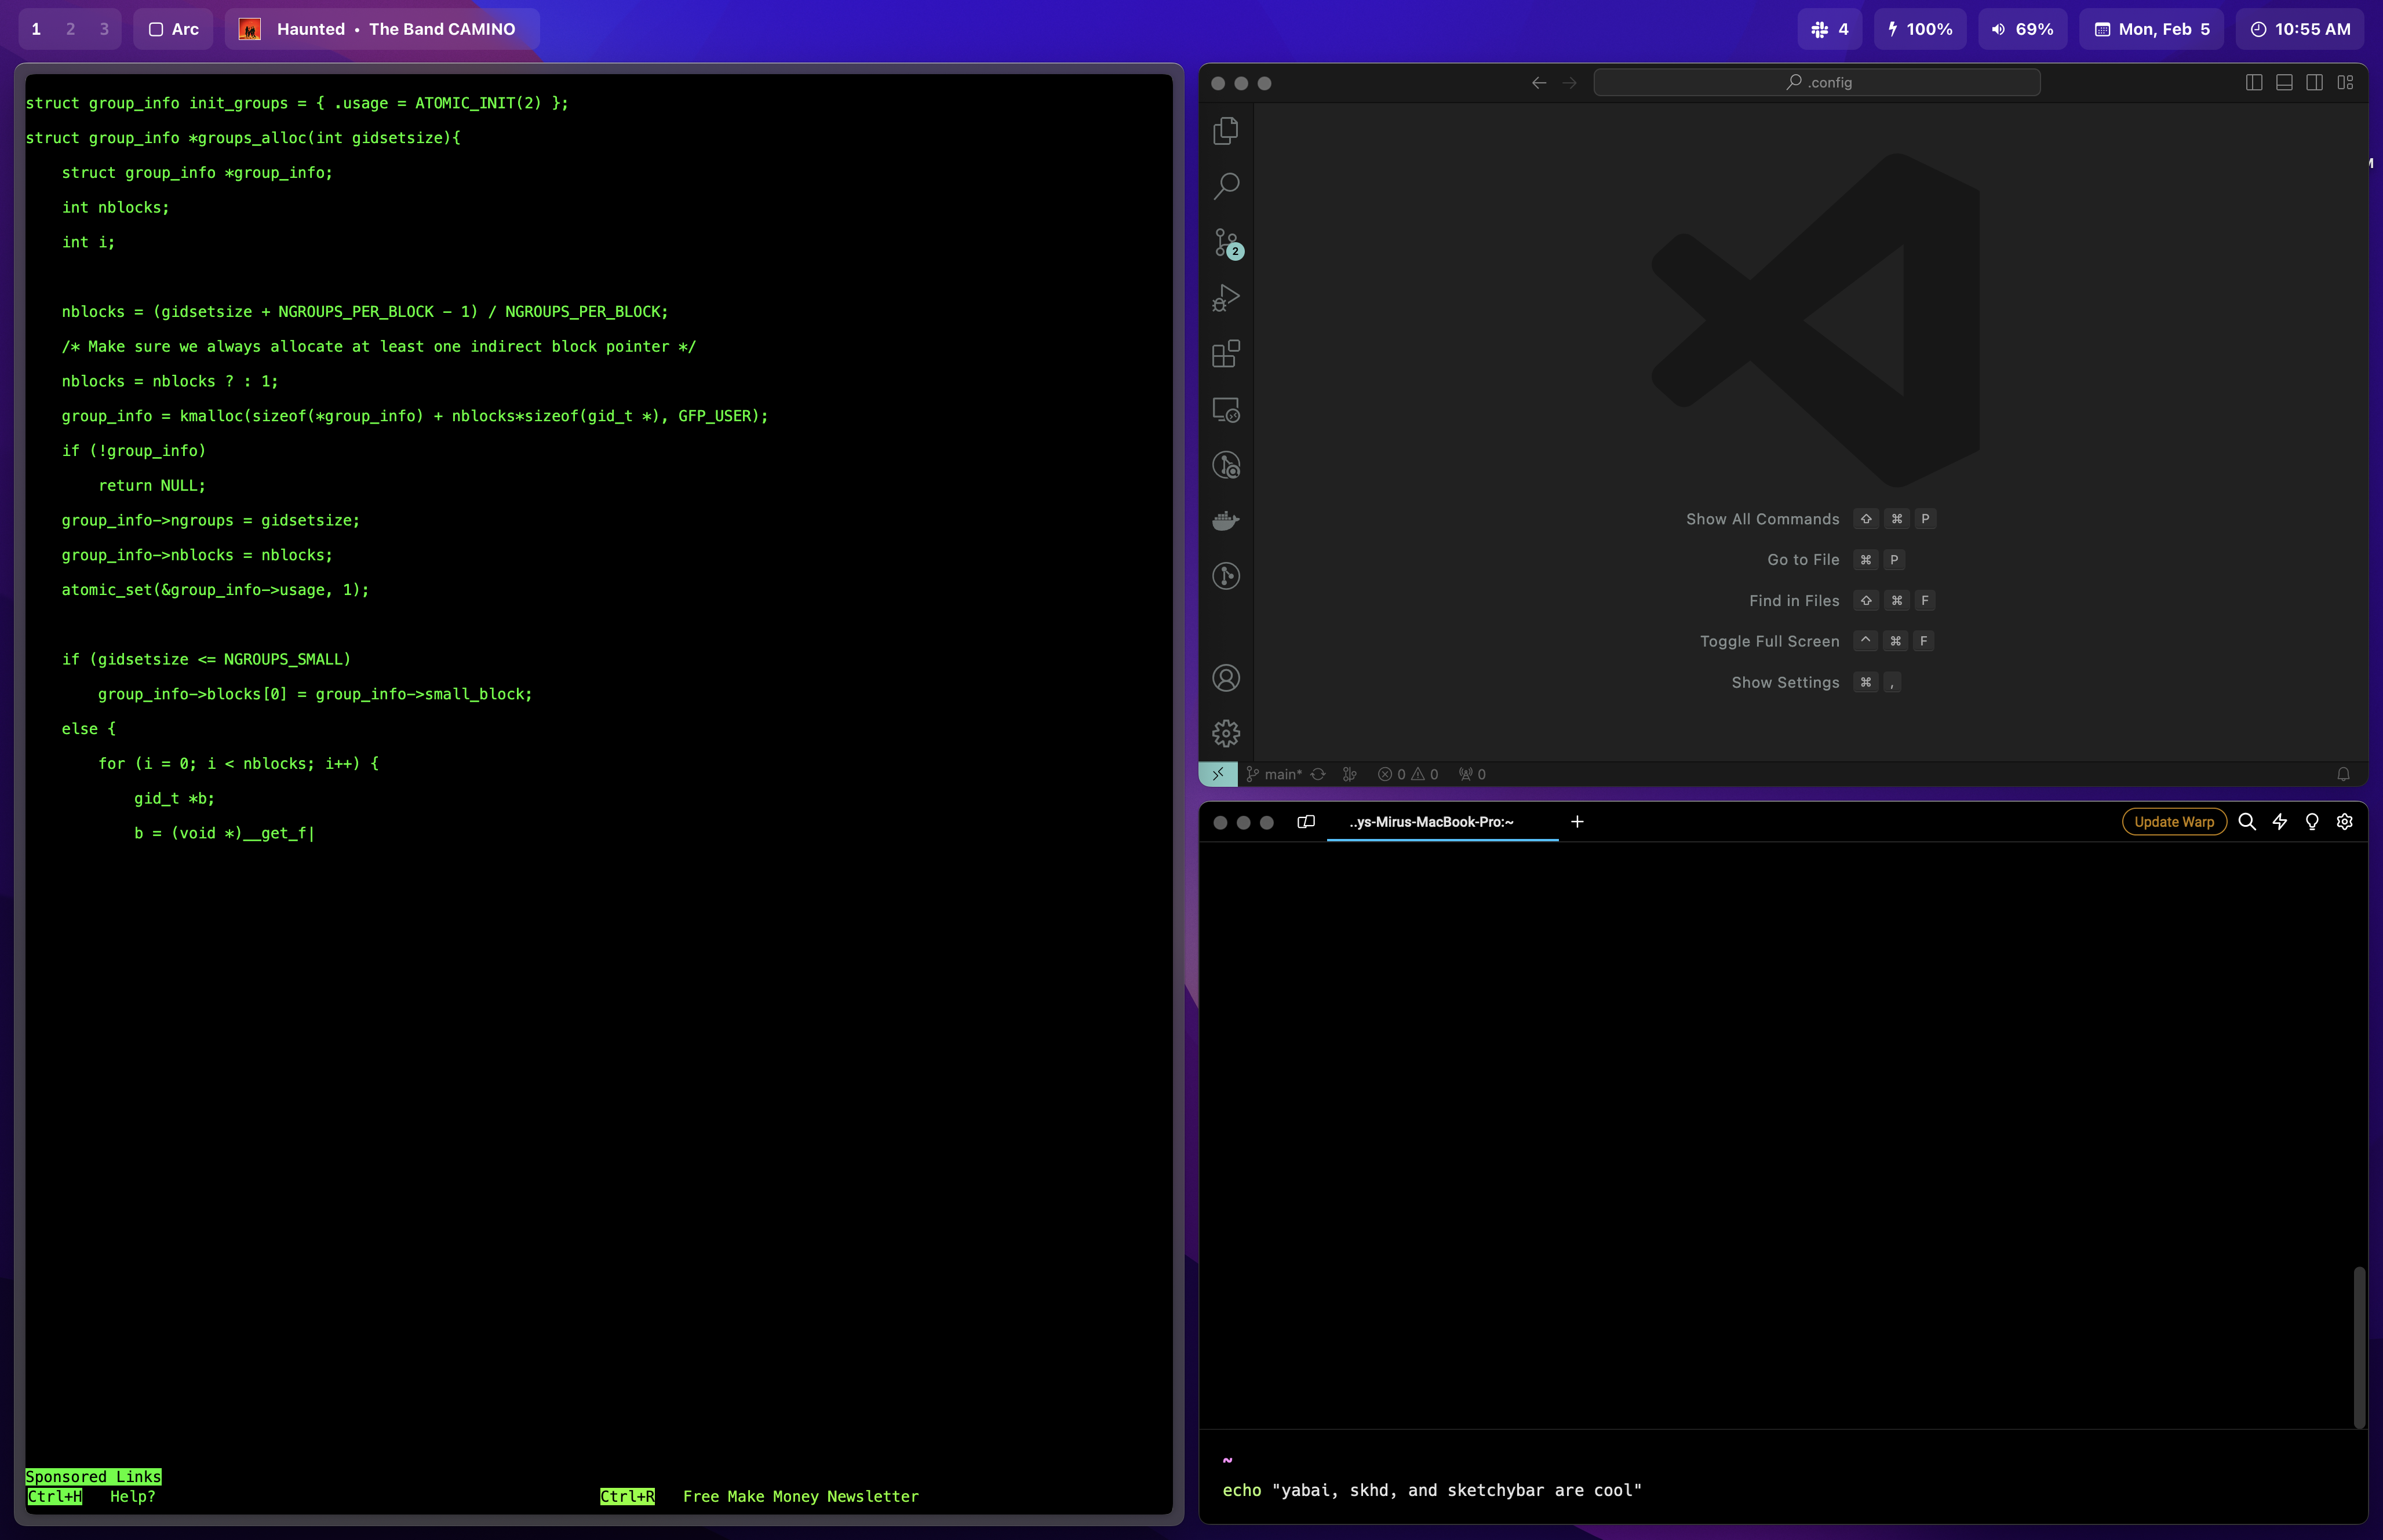 1 2 3 Arc Haunted • The Band CAMINO 4 100% 69% Mon, Feb 5 10:55 AM
struct group_info init_groups = { .usage = ATOMIC_INIT(2) };
struct group_info *groups_alloc(int gidsetsize){
    struct group_info *group_info;
    int nblocks;
    int i;
    nblocks = (gidsetsize + NGROUPS_PER_BLOCK - 1) / NGROUPS_PER_BLOCK;
    /* Make sure we always allocate at least one indirect block pointer */
    nblocks = nblocks ? : 1;
    group_info = kmalloc(sizeof(*group_info) + nblocks*sizeof(gid_t *), GFP_USER);
    if (!group_info)
        return NULL;
    group_info->ngroups = gidsetsize;
    group_info->nblocks = nblocks;
    atomic_set(&group_info->usage, 1);
    if (gidsetsize <= NGROUPS_SMALL)
        group_info->blocks[0] = group_info->small_block;
    else {
        for (i = 0; i < nblocks; i++) {
            gid_t *b;
            b = (void *)__get_f|
Sponsored Links
Ctrl+H Help? Ctrl+R Free Make Money Newsletter
.config
2
Show All Commands ⇧ ⌘ P
Go to File ⌘ P
Find in Files ⇧ ⌘ F
Toggle Full Screen ^ ⌘ F
Show Settings ⌘ ,
main* 0 0 0
..ys-Mirus-MacBook-Pro:~ + Update Warp
~
echo "yabai, skhd, and sketchybar are cool"